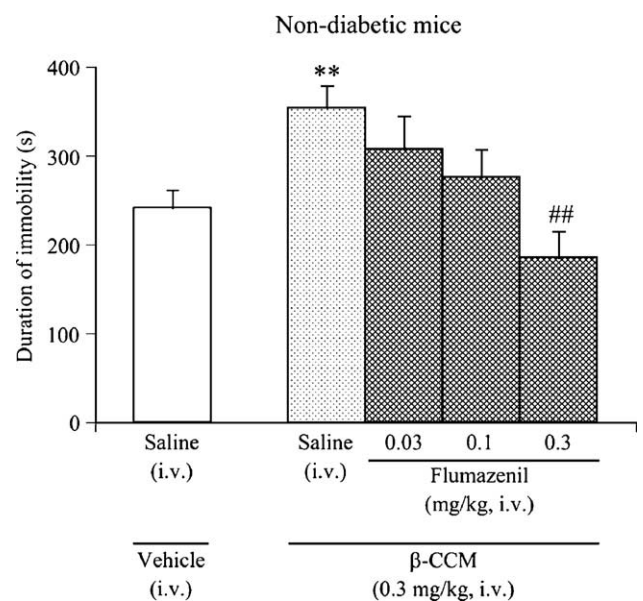 Non-diabetic mice
Duration of immobility (s)
400
300
200
100
0
**
##
Saline Saline 0.03 0.1 0.3
(i.v.) (i.v.) Flumazenil
(mg/kg, i.v.)
Vehicle β-CCM
(i.v.) (0.3 mg/kg, i.v.)